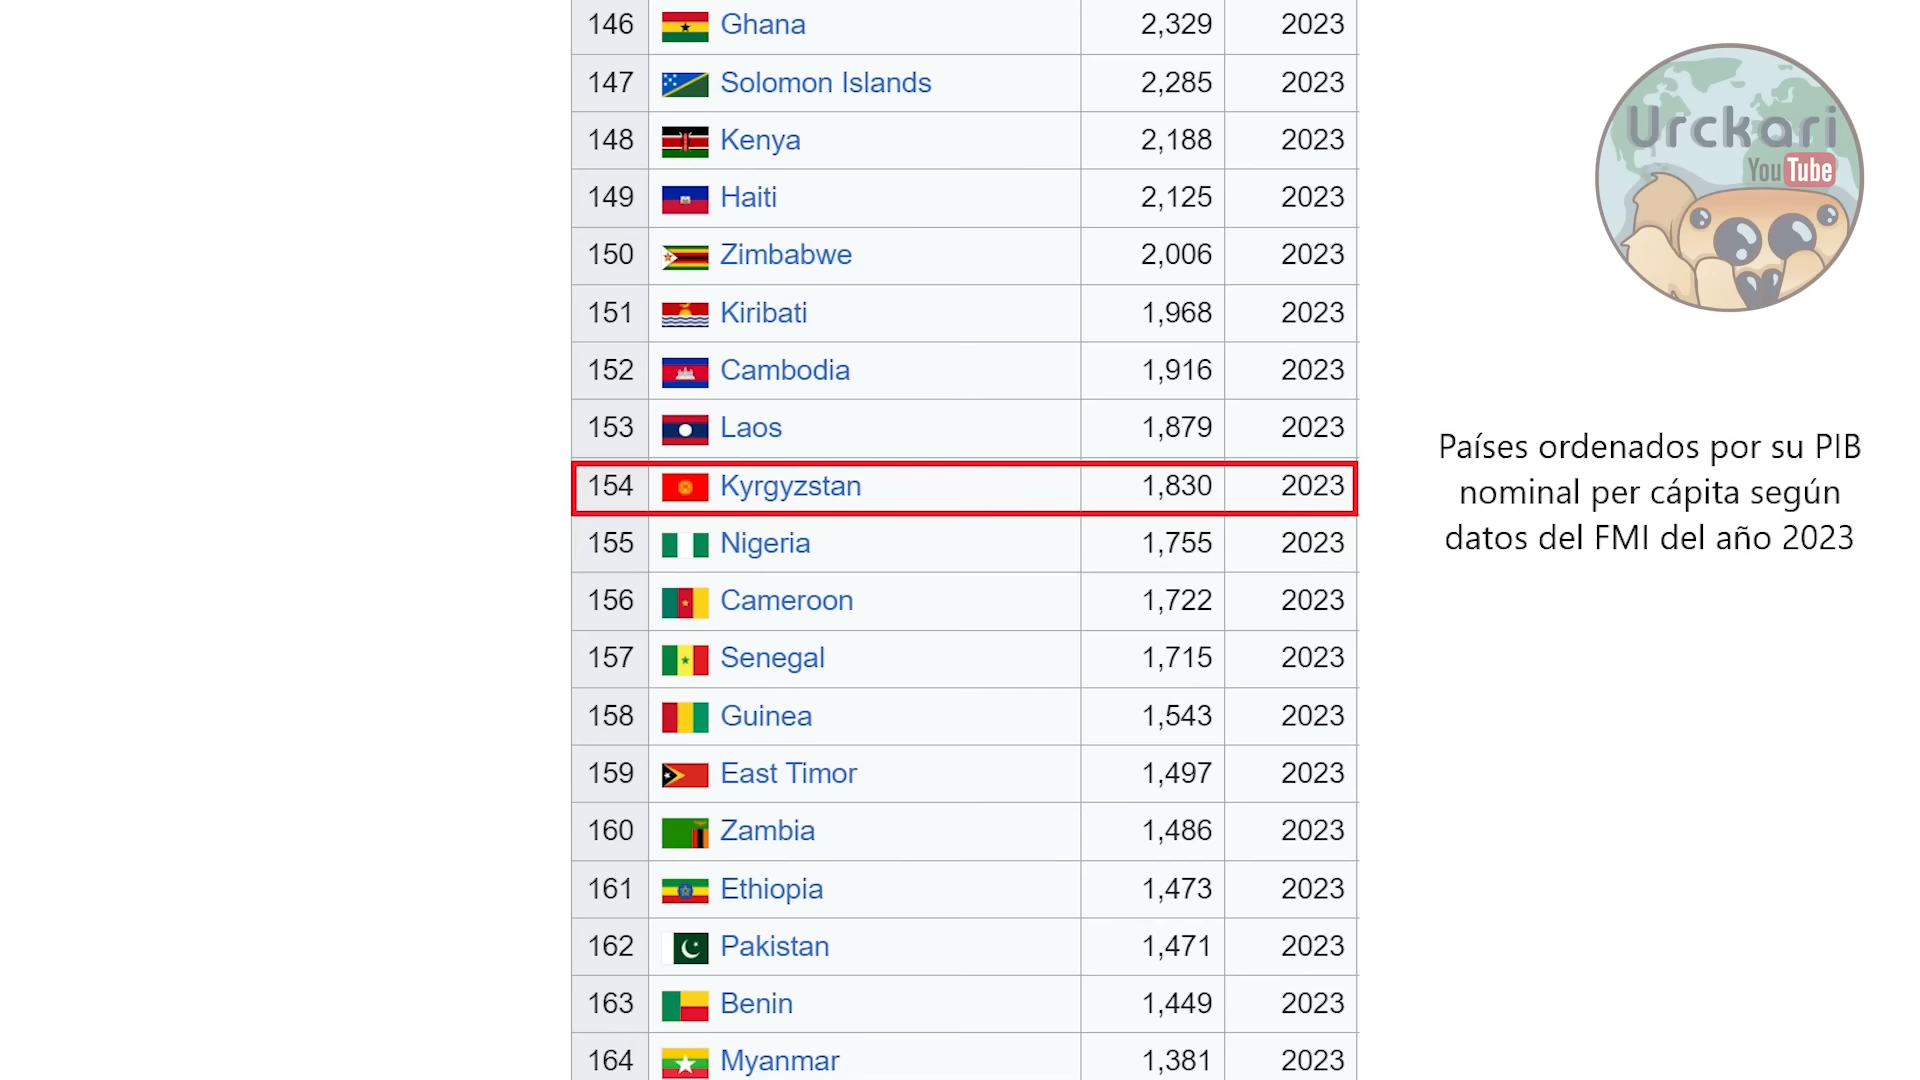 146 Ghana 2,329 2023
147 Solomon Islands 2,285 2023
148 Kenya 2,188 2023
149 Haiti 2,125 2023
150 Zimbabwe 2,006 2023
151 Kiribati 1,968 2023
152 Cambodia 1,916 2023
153 Laos 1,879 2023
154 Kyrgyzstan 1,830 2023
155 Nigeria 1,755 2023
156 Cameroon 1,722 2023
157 Senegal 1,715 2023
158 Guinea 1,543 2023
159 East Timor 1,497 2023
160 Zambia 1,486 2023
161 Ethiopia 1,473 2023
162 Pakistan 1,471 2023
163 Benin 1,449 2023
164 Myanmar 1,381 2023
Urckari
YouTube
Países ordenados por su PIB
nominal per cápita según
datos del FMI del año 2023